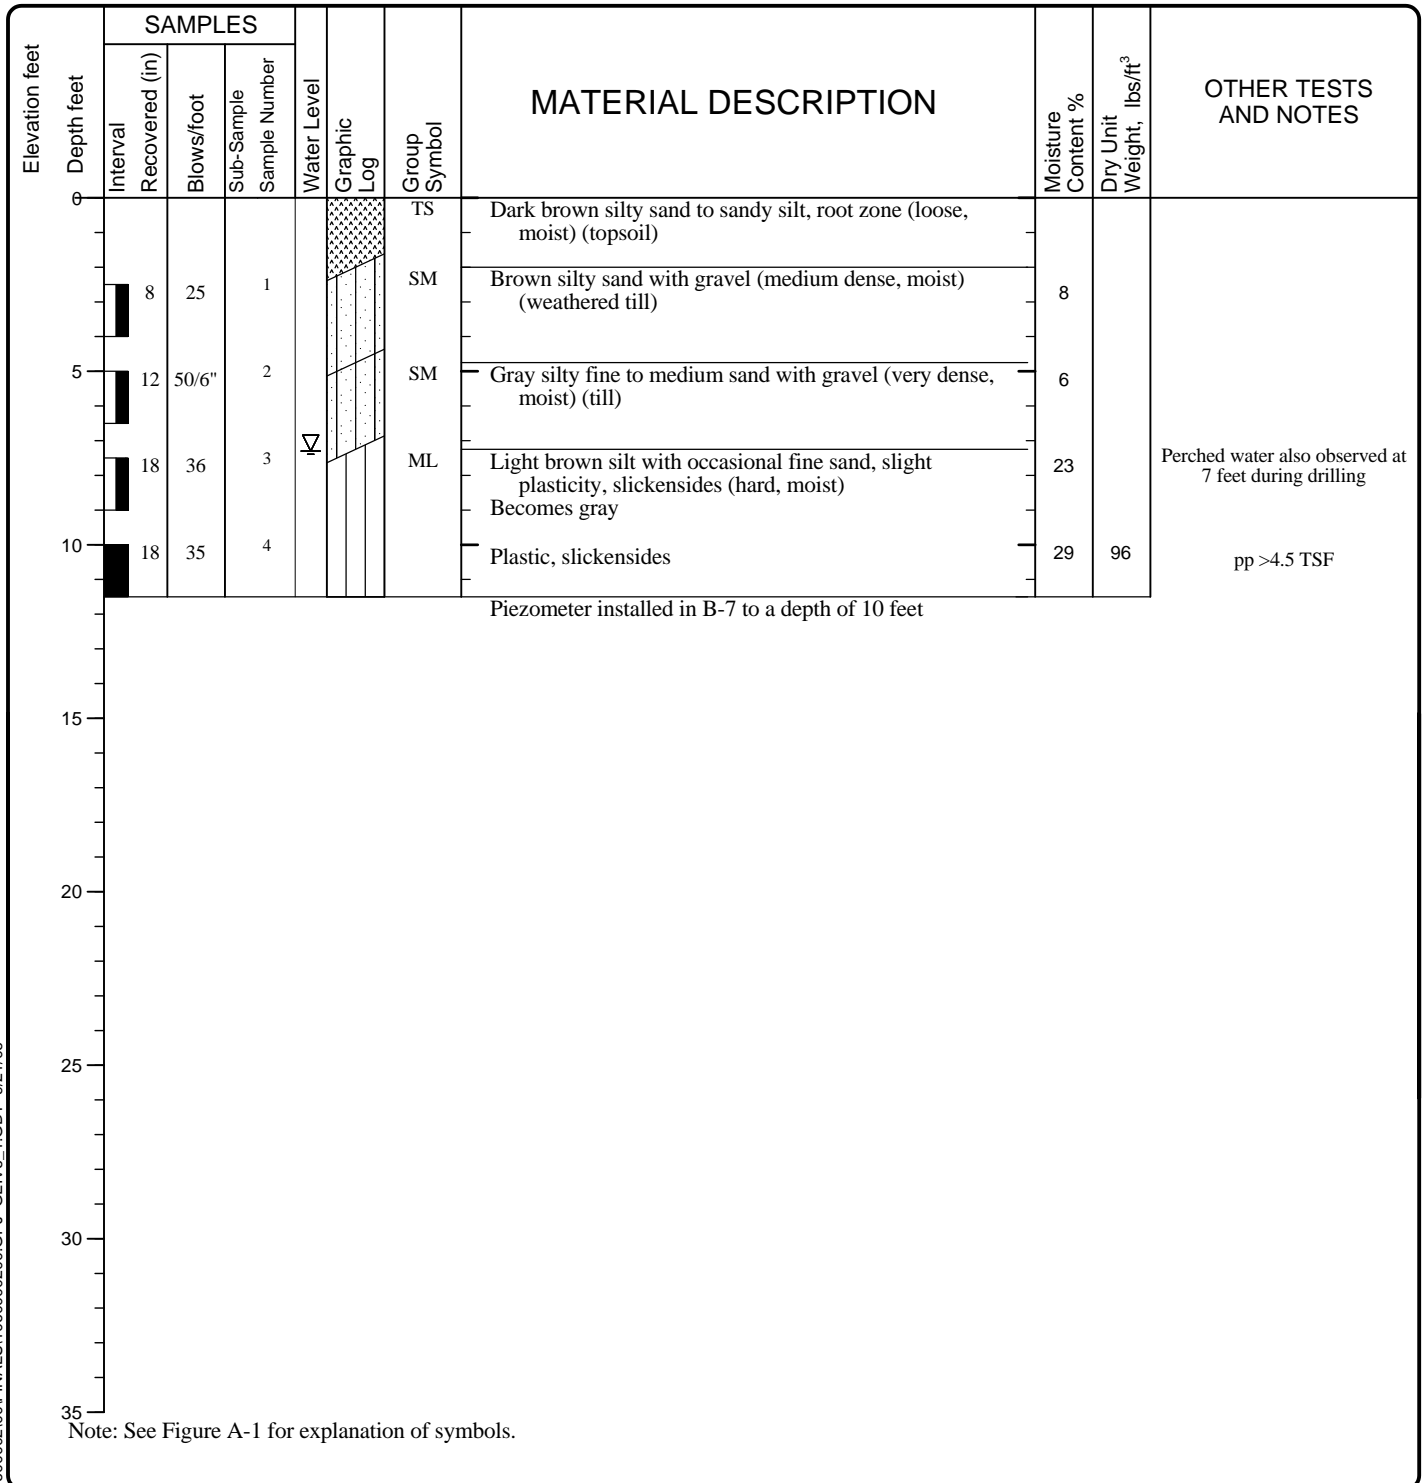 SAMPLES
Elevation feet
Depth feet
Interval
Recovered (in)
Blows/foot
Sub-Sample
Sample Number
Water Level
Graphic
Log
Group
Symbol
MATERIAL DESCRIPTION
Moisture
Content %
Dry Unit
Weight, lbs/ft³
OTHER TESTS
AND NOTES
0
TS
Dark brown silty sand to sandy silt, root zone (loose,
moist) (topsoil)
8 25 1
SM
Brown silty sand with gravel (medium dense, moist)
(weathered till)
8
5
12 50/6" 2
SM
Gray silty fine to medium sand with gravel (very dense,
moist) (till)
6
18 36 3
ML
Light brown silt with occasional fine sand, slight
plasticity, slickensides (hard, moist)
Becomes gray
23
Perched water also observed at
7 feet during drilling
10
18 35 4
Plastic, slickensides
29 96
pp >4.5 TSF
Piezometer installed in B-7 to a depth of 10 feet
15
20
25
30
35
Note: See Figure A-1 for explanation of symbols.